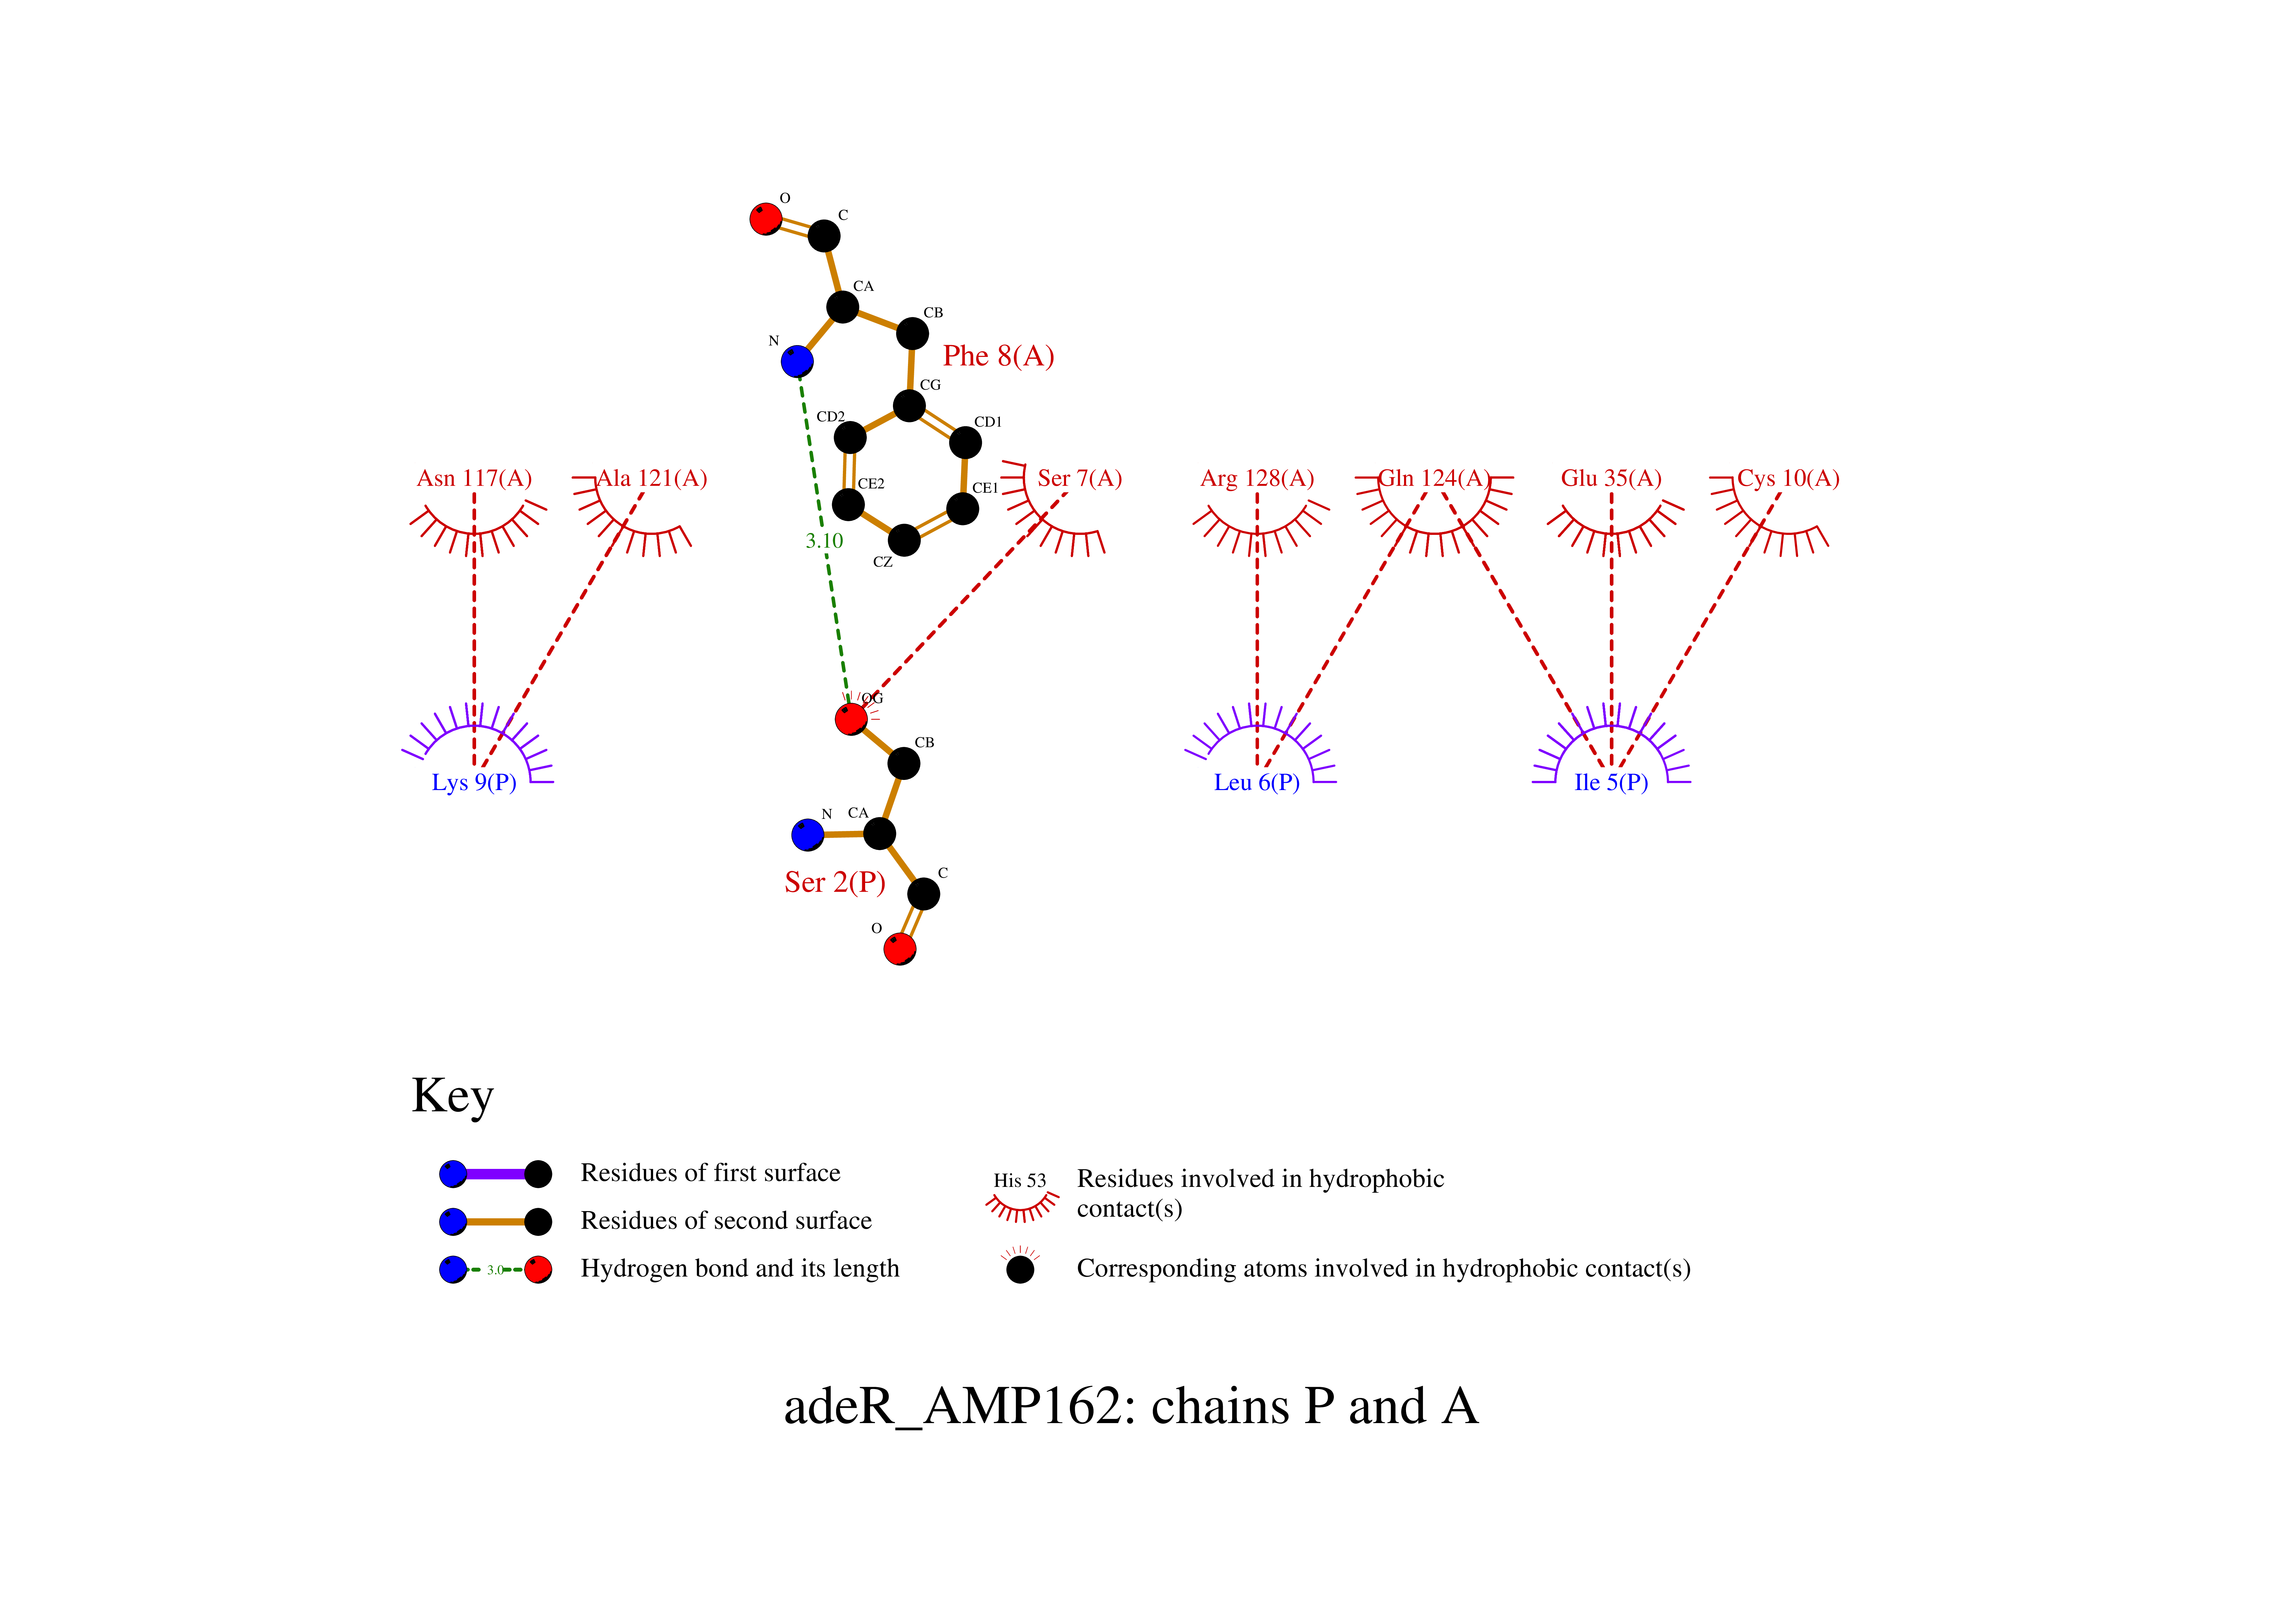 O
C
CA
CB
N
Phe 8(A)
CG
CD2
CD1
Asn 117(A)
Ala 121(A)
CE2
CE1
Ser 7(A)
Arg 128(A)
Gln 124(A)
Glu 35(A)
Cys 10(A)
3.10
CZ
OG
CB
Lys 9(P)
Leu 6(P)
Ile 5(P)
N
CA
C
Ser 2(P)
O
Key
Residues of first surface
His 53
Residues involved in hydrophobic
contact(s)
Residues of second surface
3.0
Hydrogen bond and its length
Corresponding atoms involved in hydrophobic contact(s)
adeR_AMP162: chains P and A